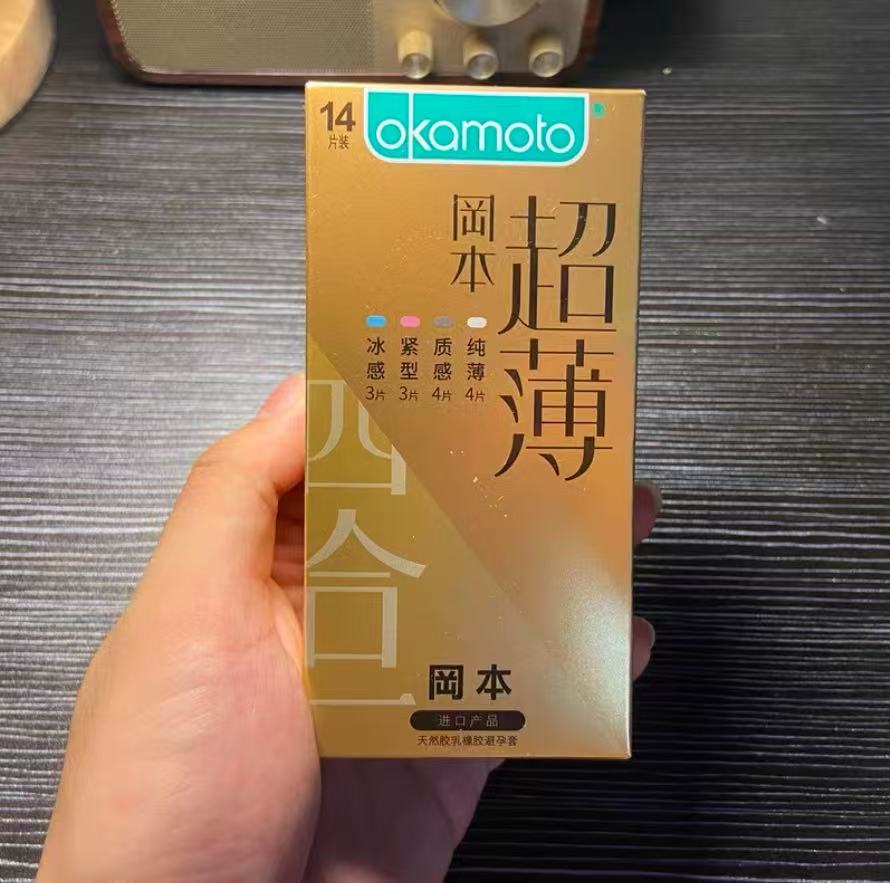 14
片装
okamoto
岡本
超薄
冰感
3片
紧型
3片
质感
4片
纯薄
4片
四合一
岡本
进口产品
天然胶乳橡胶避孕套